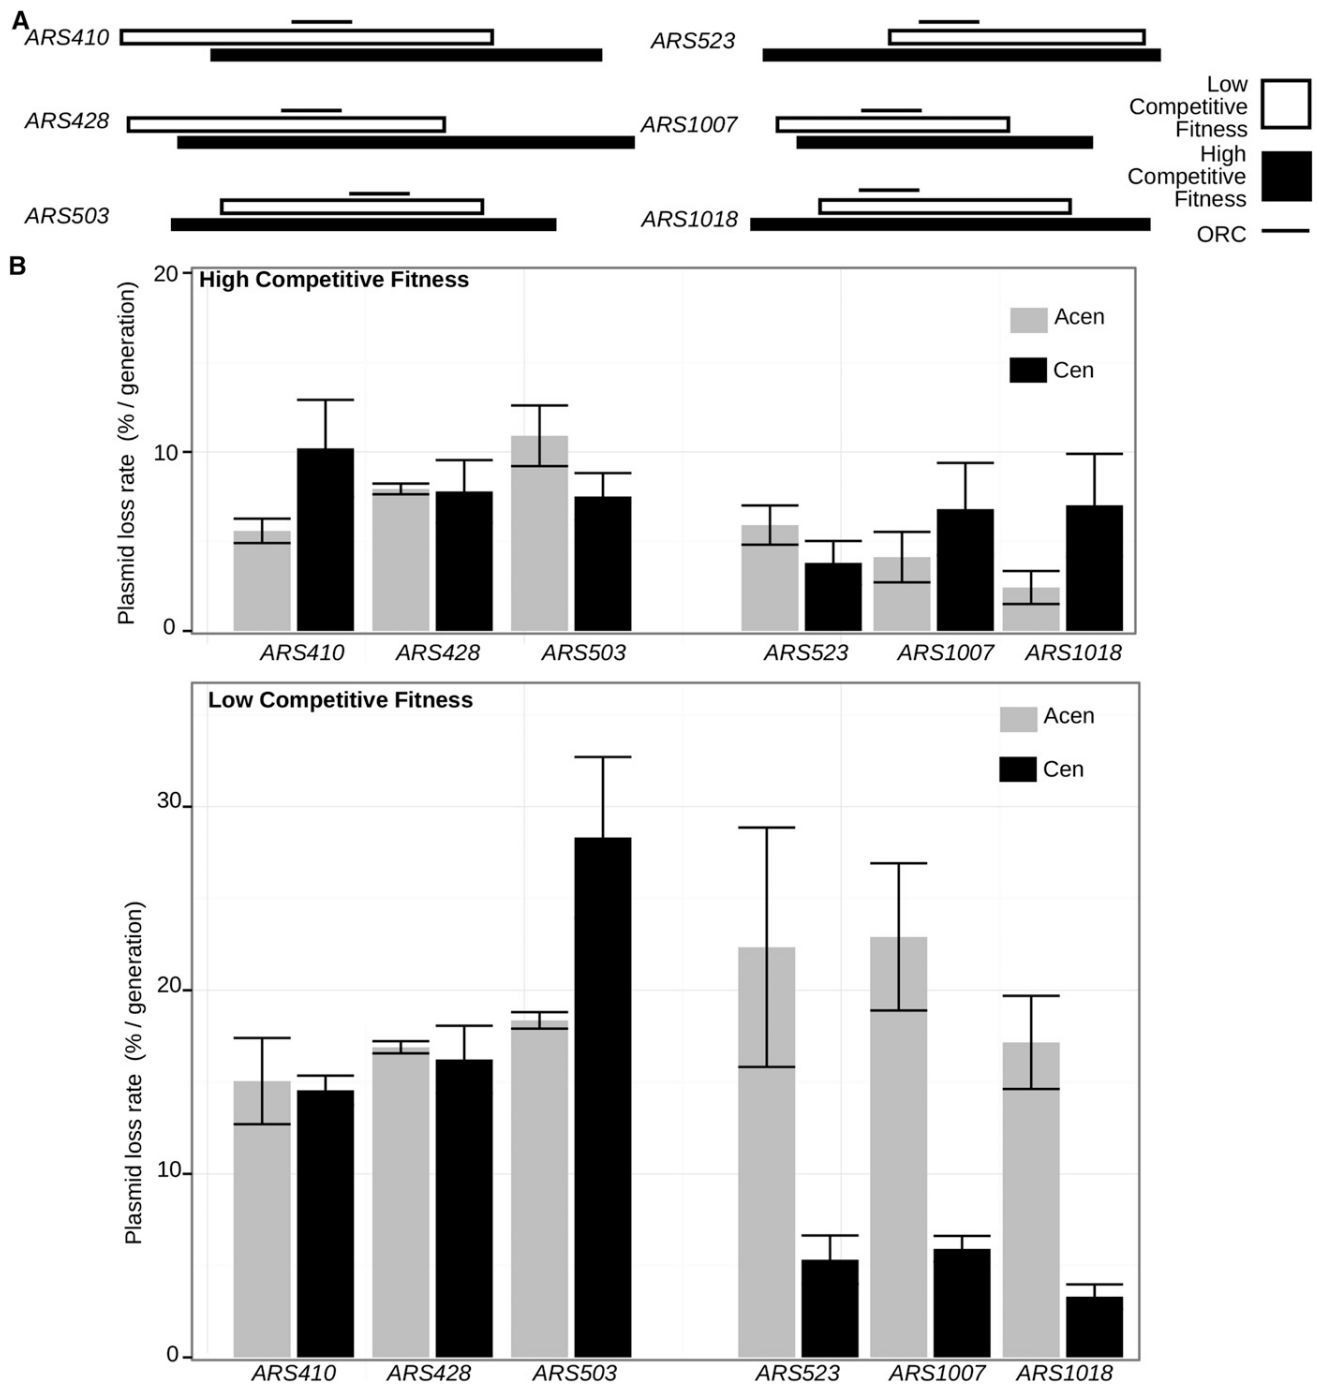 A
ARS410
ARS523
Low
Competitive
Fitness
ARS428
ARS1007
High
Competitive
Fitness
ARS503
ARS1018
ORC
B
High Competitive Fitness
Plasmid loss rate (% / generation)
20
10
0
Acen
Cen
ARS410 ARS428 ARS503 ARS523 ARS1007 ARS1018
Low Competitive Fitness
Plasmid loss rate (% / generation)
30
20
10
0
Acen
Cen
ARS410 ARS428 ARS503 ARS523 ARS1007 ARS1018